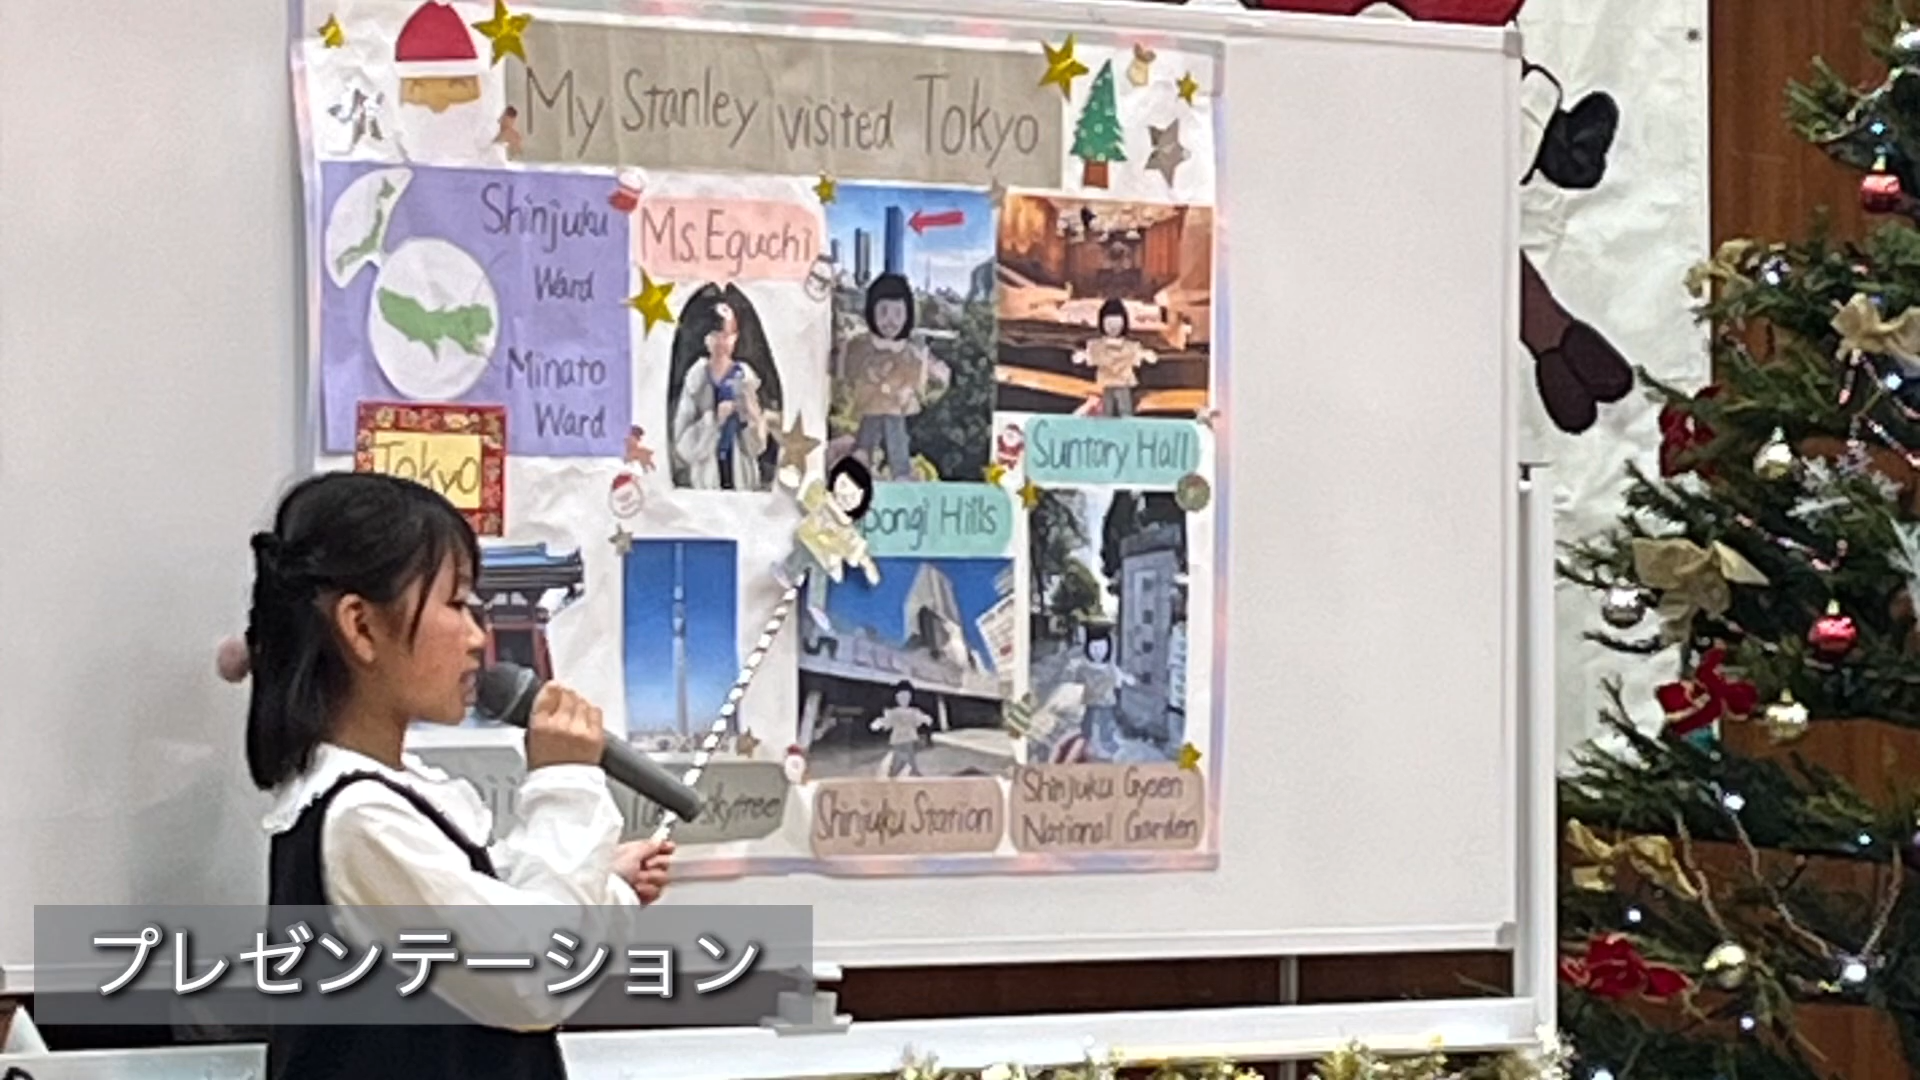 My Stanley visited Tokyo
Shinjuku
Ward
Minato
Ward
Tokyo
Ms. Eguchi
Suntory Hall
Hills
skytree
Shinjuku Station
Shinjuku Gyoen
National Garden
プレゼンテーション